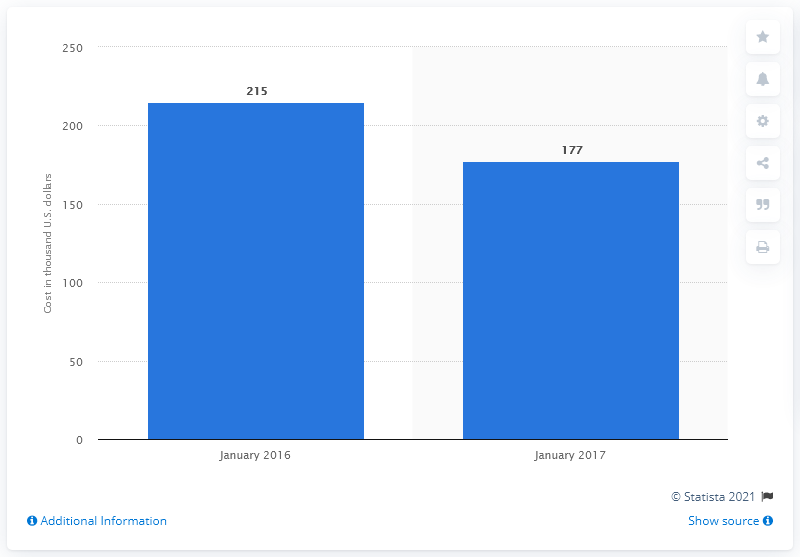 250
200
150
100
50
0
Cost in thousand U.S. dollars
215
177
January 2016
January 2017
© Statista 2021
Additional Information
Show source